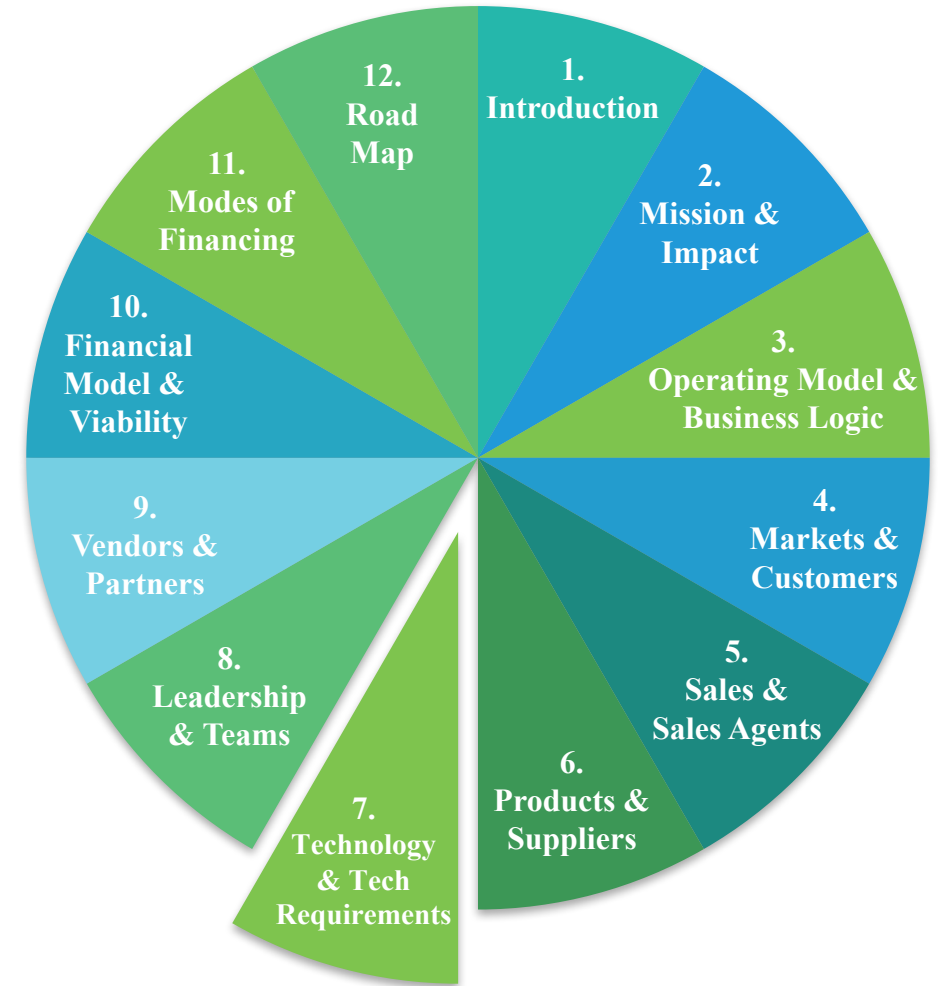 1.
Introduction
2.
Mission &
Impact
3.
Operating Model &
Business Logic
4.
Markets &
Customers
5.
Sales &
Sales Agents
6.
Products &
Suppliers
7.
Technology
& Tech
Requirements
8.
Leadership
& Teams
9.
Vendors &
Partners
10.
Financial
Model &
Viability
11.
Modes of
Financing
12.
Road
Map